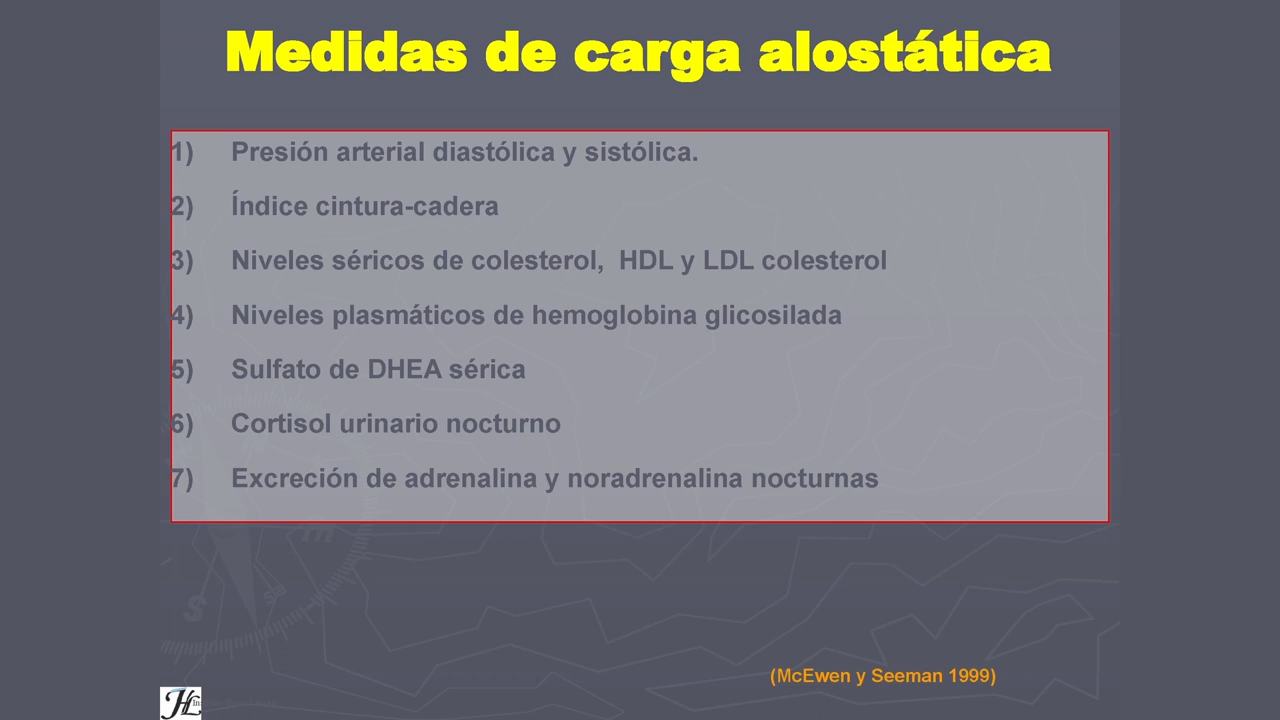 Medidas de carga alostática
1) Presión arterial diastólica y sistólica.
2) Índice cintura-cadera
3) Niveles séricos de colesterol, HDL y LDL colesterol
4) Niveles plasmáticos de hemoglobina glicosilada
5) Sulfato de DHEA sérica
6) Cortisol urinario nocturno
7) Excreción de adrenalina y noradrenalina nocturnas
(McEwen y Seeman 1999)
HL